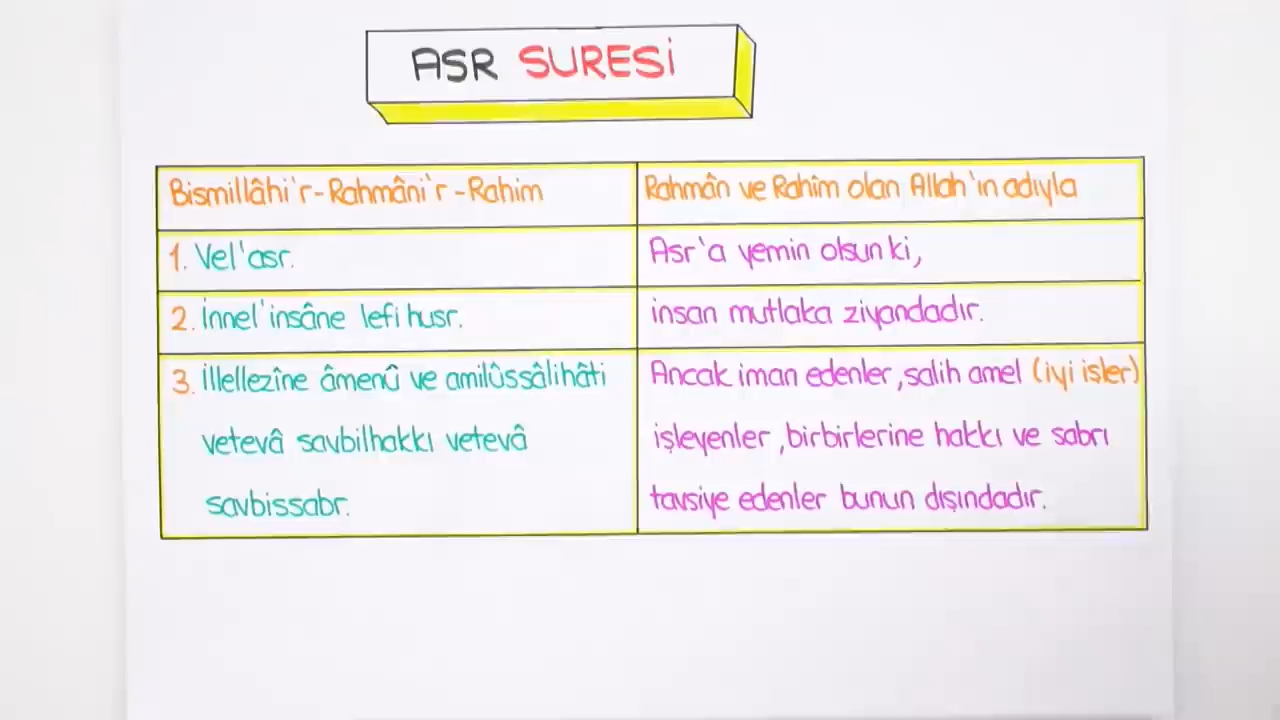 ASR SURESİ
Bismillâhi'r-Rahmâni'r-Rahim
Rahmân ve Rahîm olan Allah'ın adıyla
1. Vel'asr.
Asr'a yemin olsun ki,
2. İnnel'insâne lefi husr.
insan mutlaka ziyandadır.
3. İllellezîne âmenû ve amilûssâlihâti
vetevâ savbilhakkı vetevâ
savbissabr.
Ancak iman edenler, salih amel (iyi işler)
işleyenler, birbirlerine hakkı ve sabrı
tavsiye edenler bunun dışındadır.